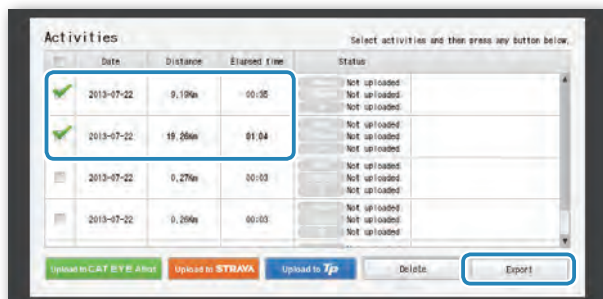 Activities
Select activities and then press any button below.
Date Distance Elapsed time Status
2013-07-22 9.19Km 00:35 Not uploaded
Not uploaded
Not uploaded
2013-07-22 19.26Km 01:04 Not uploaded
Not uploaded
Not uploaded
2013-07-22 0.27Km 00:03 Not uploaded
Not uploaded
Not uploaded
2013-07-22 0.26Km 00:03 Not uploaded
Not uploaded
Not uploaded
Upload to CAT EYE Atlas Upload to STRAVA Upload to Tp Delete Export